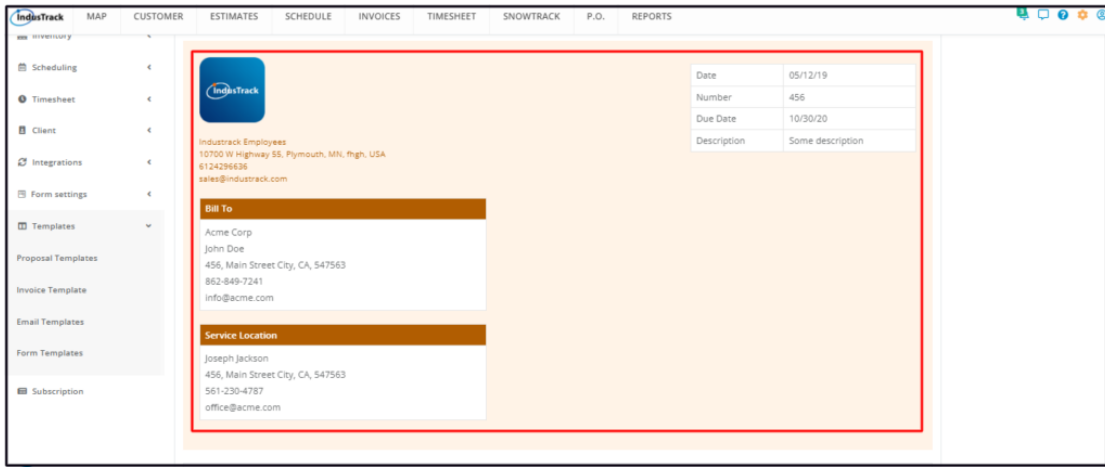 IndusTrack
MAP
CUSTOMER
ESTIMATES
SCHEDULE
INVOICES
TIMESHEET
SNOWTRACK
P.O.
REPORTS
3
Inventory
Scheduling
Timesheet
Client
Integrations
Form settings
Templates
Proposal Templates
Invoice Template
Email Templates
Form Templates
Subscription
IndusTrack
Industrack Employees
10700 W Highway 55, Plymouth, MN, fhgh, USA
6124296636
sales@industrack.com
Date 05/12/19
Number 456
Due Date 10/30/20
Description Some description
Bill To
Acme Corp
John Doe
456, Main Street City, CA, 547563
862-849-7241
info@acme.com
Service Location
Joseph Jackson
456, Main Street City, CA, 547563
561-230-4787
office@acme.com